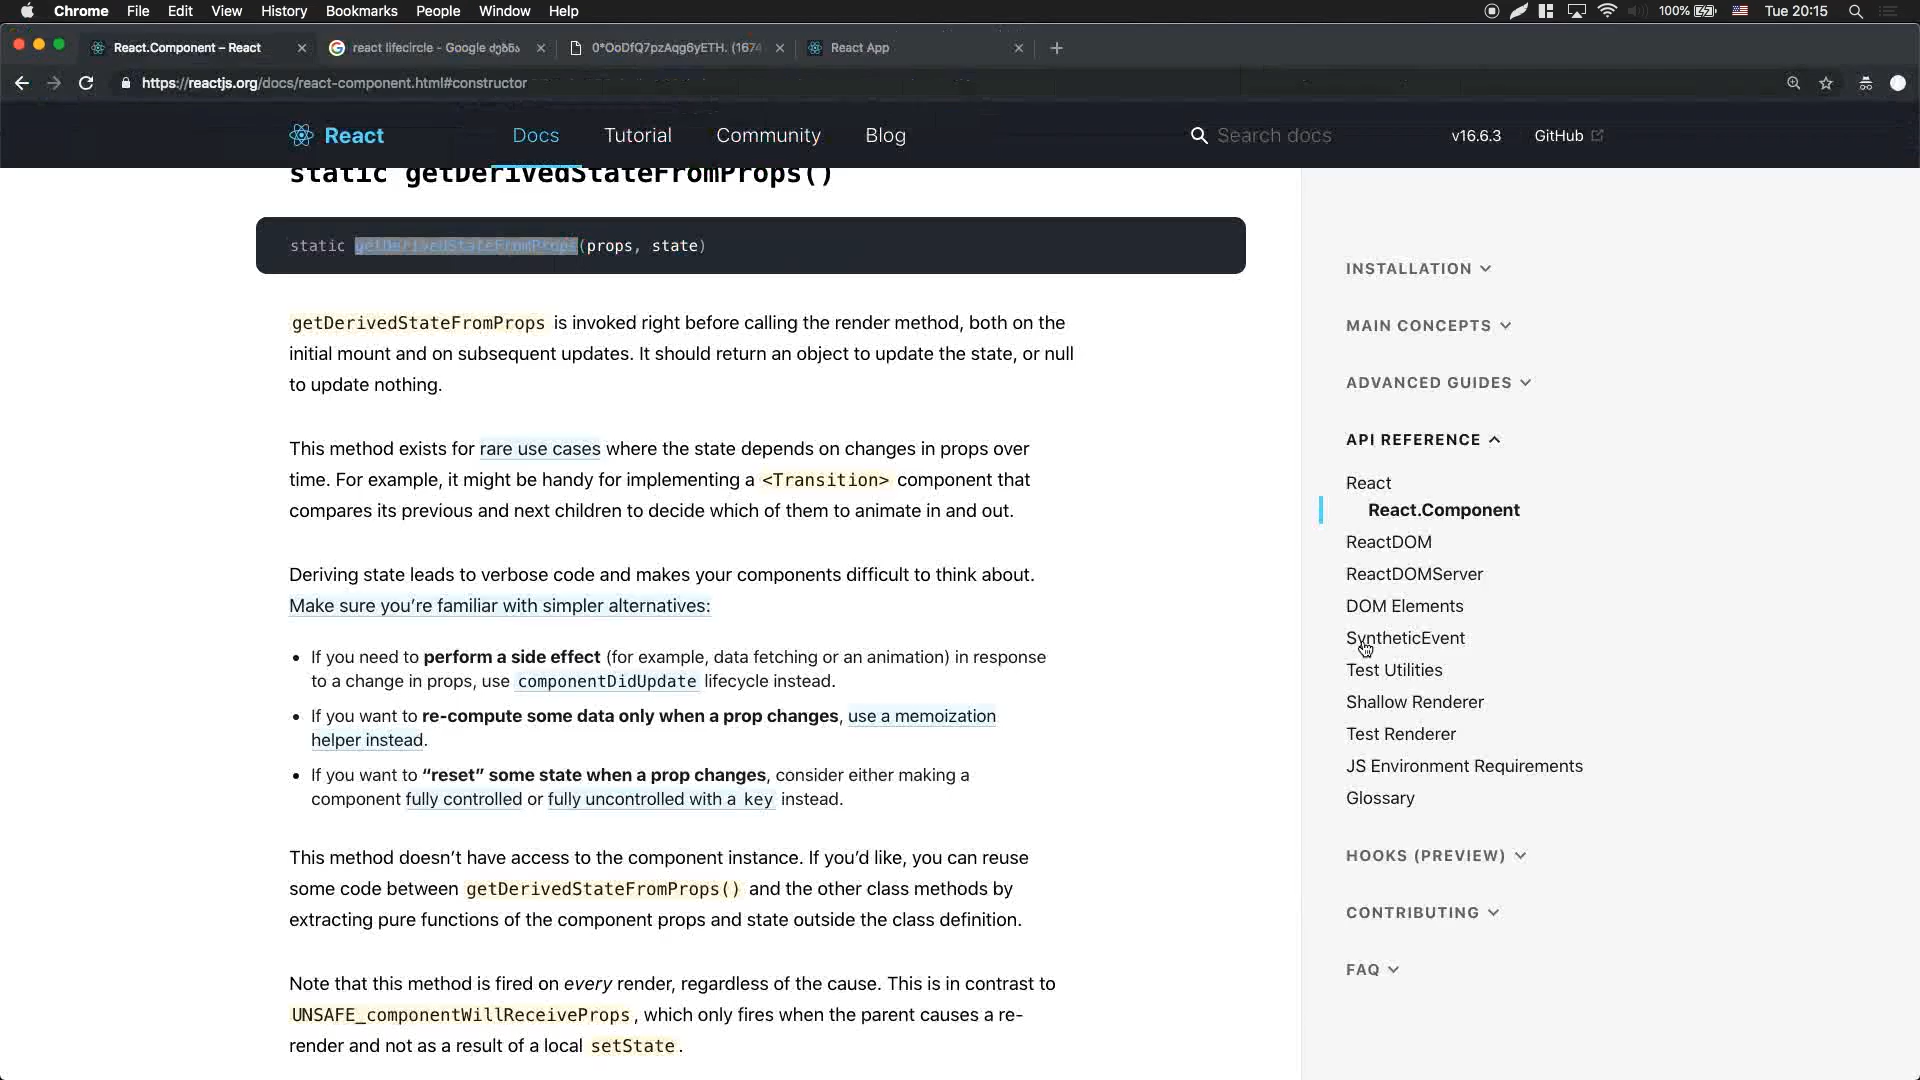 Chrome File Edit View History Bookmarks People Window Help 100% Tue 20:15
React.Component – React react lifecircle - Google ძებნა 0*OoDfQ7pzAqg6yETH. (1674 React App
https://reactjs.org/docs/react-component.html#constructor
React Docs Tutorial Community Blog Search docs v16.6.3 GitHub
static getDerivedStateFromProps()
static getDerivedStateFromProps(props, state)
getDerivedStateFromProps is invoked right before calling the render method, both on the
initial mount and on subsequent updates. It should return an object to update the state, or null
to update nothing.
This method exists for rare use cases where the state depends on changes in props over
time. For example, it might be handy for implementing a <Transition> component that
compares its previous and next children to decide which of them to animate in and out.
Deriving state leads to verbose code and makes your components difficult to think about.
Make sure you’re familiar with simpler alternatives:
• If you need to perform a side effect (for example, data fetching or an animation) in response
to a change in props, use componentDidUpdate lifecycle instead.
• If you want to re-compute some data only when a prop changes, use a memoization
helper instead.
• If you want to “reset” some state when a prop changes, consider either making a
component fully controlled or fully uncontrolled with a key instead.
This method doesn’t have access to the component instance. If you’d like, you can reuse
some code between getDerivedStateFromProps() and the other class methods by
extracting pure functions of the component props and state outside the class definition.
Note that this method is fired on every render, regardless of the cause. This is in contrast to
UNSAFE_componentWillReceiveProps, which only fires when the parent causes a re-
render and not as a result of a local setState.
INSTALLATION
MAIN CONCEPTS
ADVANCED GUIDES
API REFERENCE
React
React.Component
ReactDOM
ReactDOMServer
DOM Elements
SyntheticEvent
Test Utilities
Shallow Renderer
Test Renderer
JS Environment Requirements
Glossary
HOOKS (PREVIEW)
CONTRIBUTING
FAQ